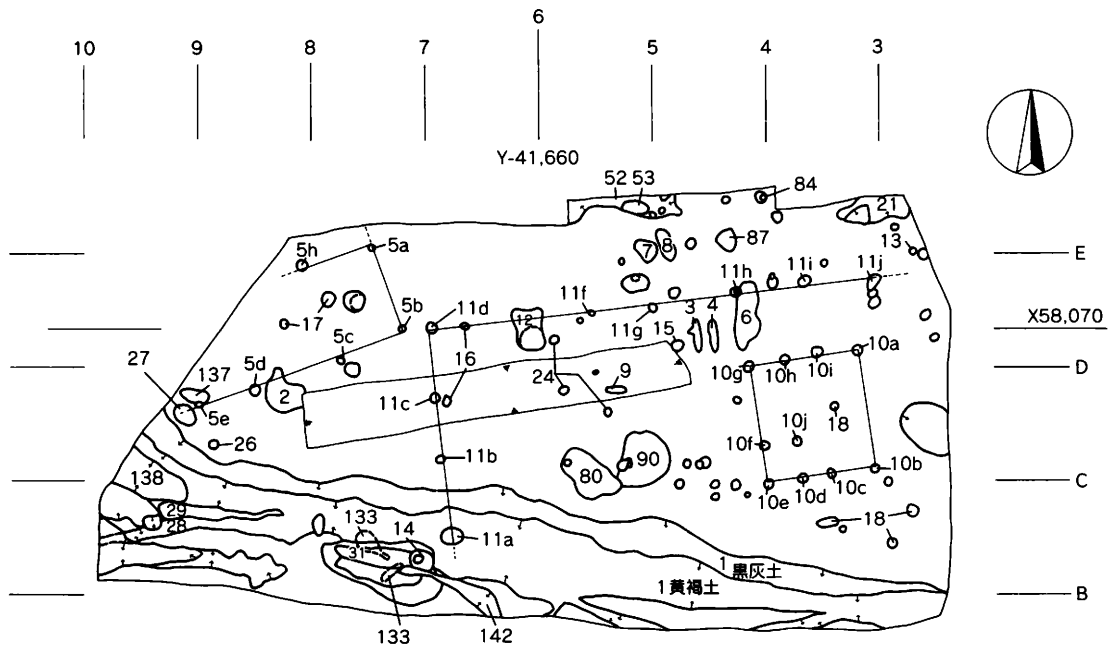 6
10 9 8 7 5 4 3
Y-41,660
52 53 84
21
5h 5a 7 8 87 13 E
11h 11i 11j
17 5b 11d 11f 6
12 11g 3 4 X58,070
5c 16 15 10a
27 5d 24 9 10g 10h 10i D
137 2
5e 11c 18
26 11b 10f 10j
80 90 10b
138 10e 10d 10c C
29
28 133 14 11a 18
31
1黒灰土
1黄褐土 B
133 142